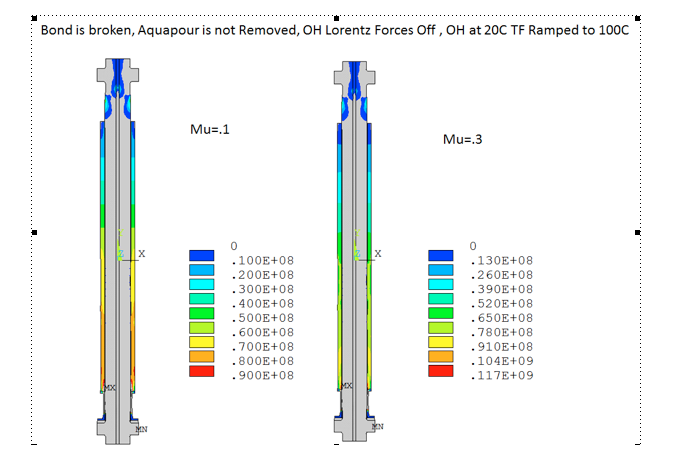 Bond is broken, Aquapour is not Removed, OH Lorentz Forces Off , OH at 20C TF Ramped to 100C
Mu=.1
Mu=.3
X
MX
MN
0
.100E+08
.200E+08
.300E+08
.400E+08
.500E+08
.600E+08
.700E+08
.800E+08
.900E+08
X
MX
MN
0
.130E+08
.260E+08
.390E+08
.520E+08
.650E+08
.780E+08
.910E+08
.104E+09
.117E+09